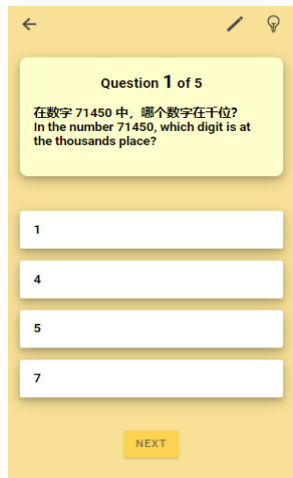 Question 1 of 5
在数字 71450 中，哪个数字在千位?
In the number 71450, which digit is at
the thousands place?
1
4
5
7
NEXT